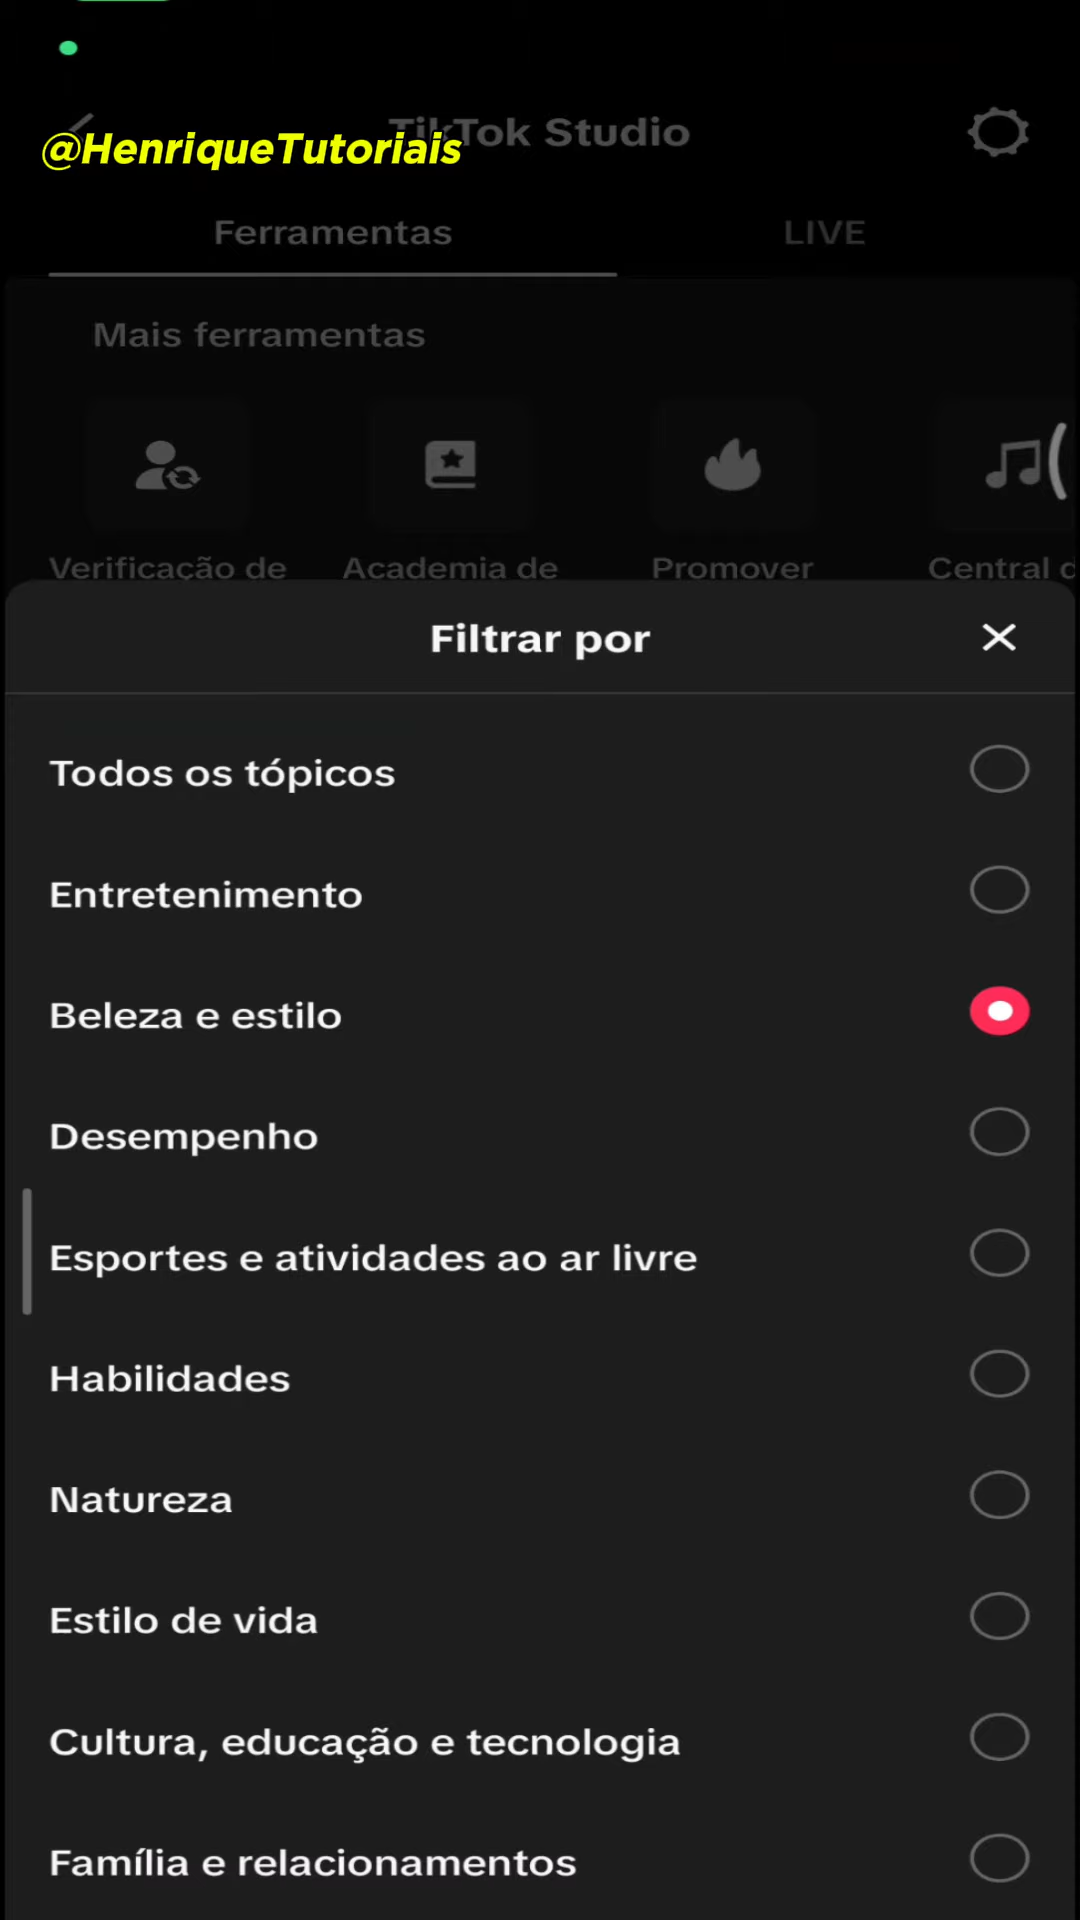 TikTok Studio
@HenriqueTutoriais
Ferramentas
LIVE
Mais ferramentas
Verificação de
Academia de
Promover
Central d
Filtrar por
Todos os tópicos
Entretenimento
Beleza e estilo
Desempenho
Esportes e atividades ao ar livre
Habilidades
Natureza
Estilo de vida
Cultura, educação e tecnologia
Família e relacionamentos